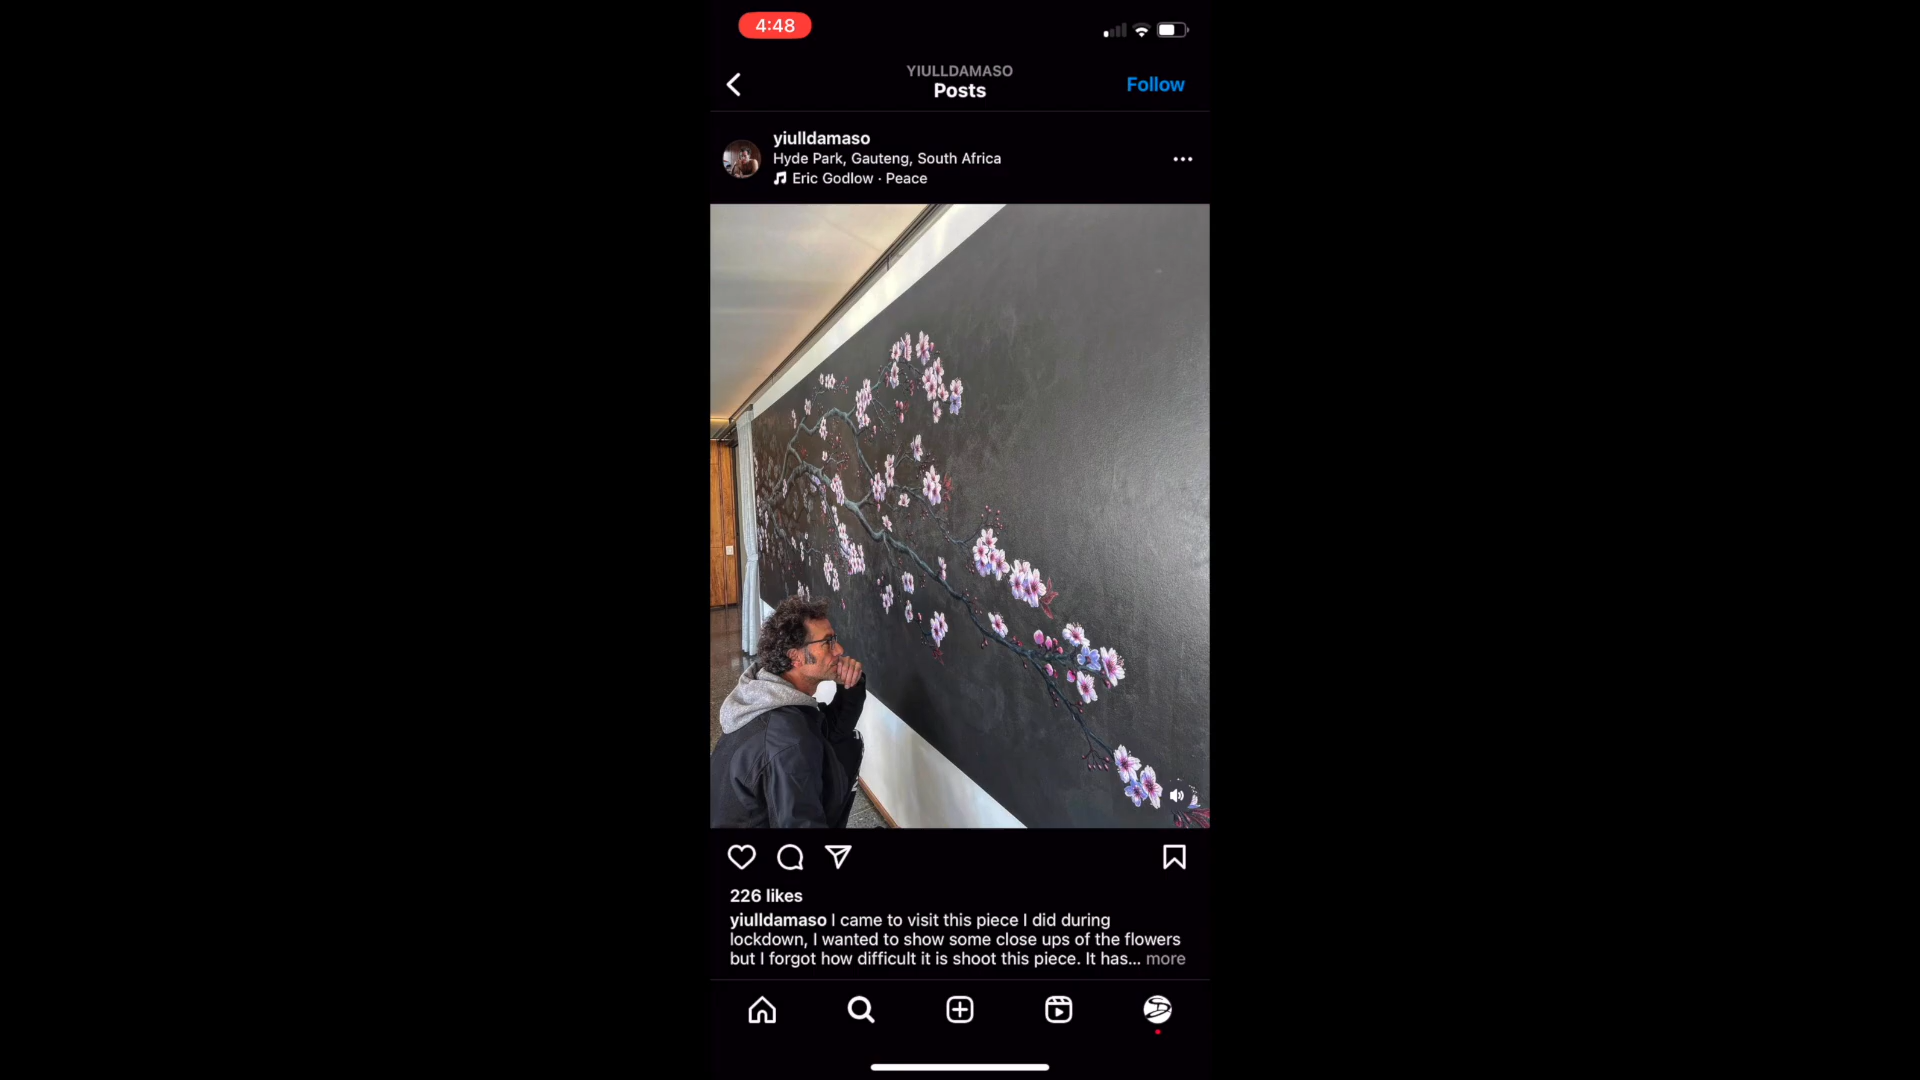 4:48
YIULLDAMASO
Posts
Follow
yiulldamaso
Hyde Park, Gauteng, South Africa
Eric Godlow · Peace
226 likes
yiulldamaso I came to visit this piece I did during
lockdown, I wanted to show some close ups of the flowers
but I forgot how difficult it is shoot this piece. It has... more